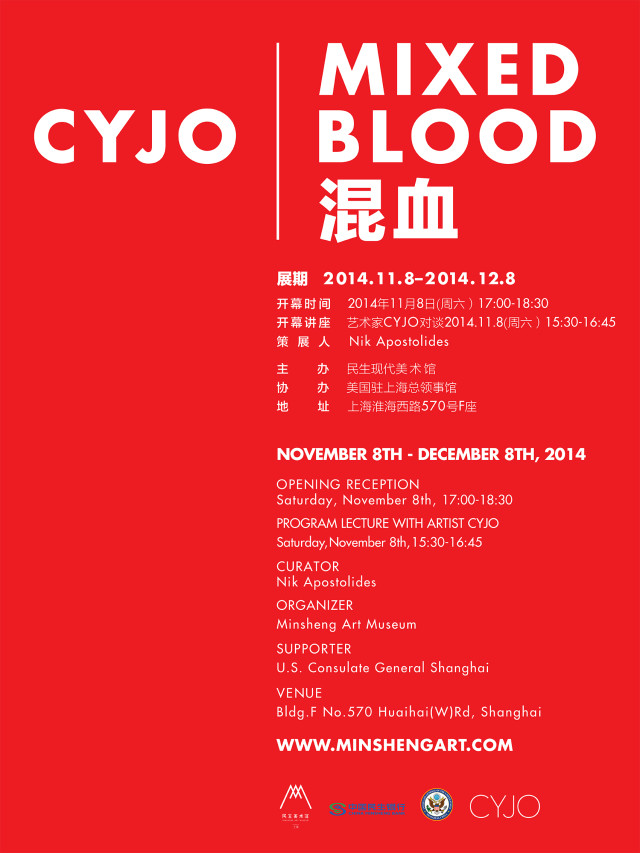 CYJO
MIXED
BLOOD
混血
展期 2014.11.8–2014.12.8
开幕时间 2014年11月8日(周六）17:00-18:30
开幕讲座 艺术家CYJO对谈2014.11.8(周六）15:30-16:45
策展人 Nik Apostolides
主办 民生现代美术馆
协办 美国驻上海总领事馆
地址 上海淮海西路570号F座
NOVEMBER 8TH - DECEMBER 8TH, 2014
OPENING RECEPTION
Saturday, November 8th, 17:00-18:30
PROGRAM LECTURE WITH ARTIST CYJO
Saturday,November 8th,15:30-16:45
CURATOR
Nik Apostolides
ORGANIZER
Minsheng Art Museum
SUPPORTER
U.S. Consulate General Shanghai
VENUE
Bldg.F No.570 Huaihai(W)Rd, Shanghai
WWW.MINSHENGART.COM
CYJO